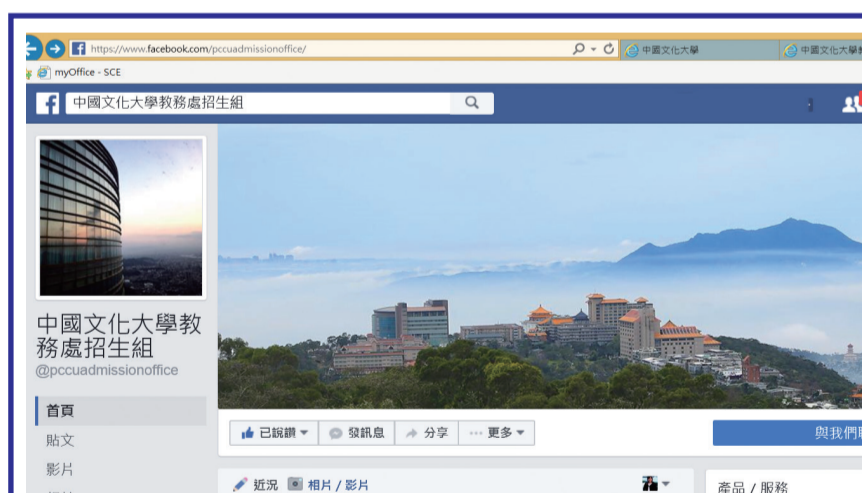 https://www.facebook.com/pccuadmissionoffice/
中國文化大學
中國文化大學
myOffice - SCE
中國文化大學教務處招生組
中國文化大學教
務處招生組
@pccuadmissionoffice
首頁
貼文
影片
已說讚
發訊息
分享
更多
與我們
近況
相片 / 影片
產品 / 服務